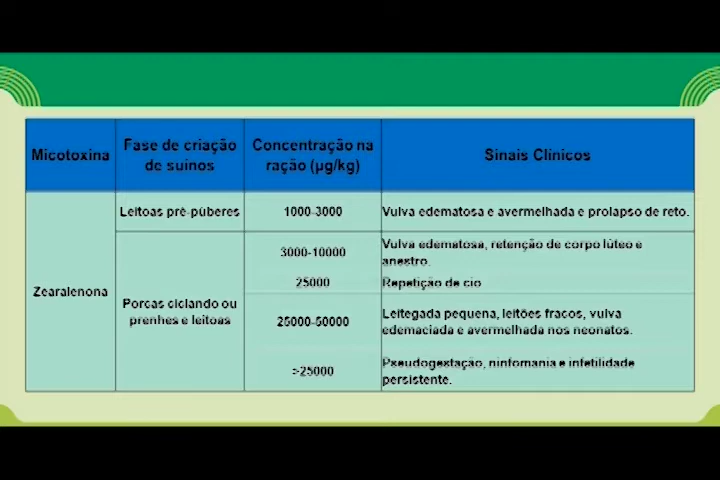 Micotoxina
Fase de criação
de suínos
Concentração na
ração (µg/kg)
Sinais Clínicos
Zearalenona
Leitoas pré-púberes
1000-3000
Vulva edematosa e avermelhada e prolapso de reto.
Porcas ciclando ou
prenhes e leitoas
3000-10000
Vulva edematosa, retenção de corpo lúteo e
anestro.
25000
Repetição de cio
25000-50000
Leitegada pequena, leitões fracos, vulva
edemaciada e avermelhada nos neonatos.
>25000
Pseudogestação, ninfomania e infetilidade
persistente.